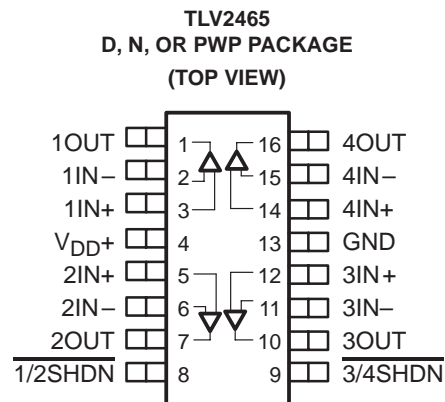 TLV2465
D, N, OR PWP PACKAGE
(TOP VIEW)
1OUT 1 16 4OUT
1IN− 2 15 4IN−
1IN+ 3 14 4IN+
VDD+ 4 13 GND
2IN+ 5 12 3IN+
2IN− 6 11 3IN−
2OUT 7 10 3OUT
1/2SHDN 8 9 3/4SHDN